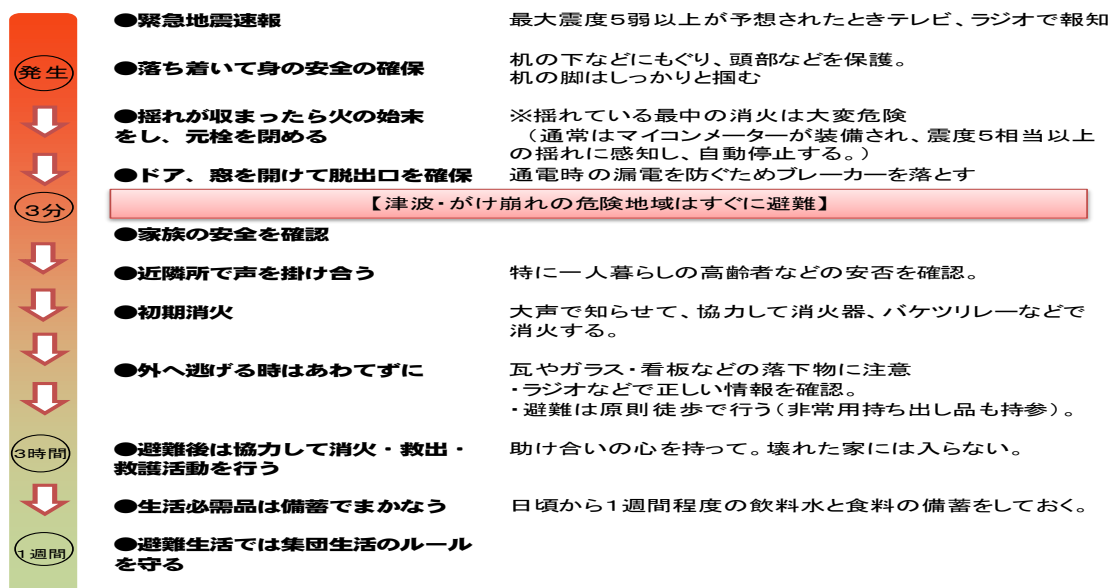 ●緊急地震速報 最大震度5弱以上が予想されたときテレビ、ラジオで報知
発生
●落ち着いて身の安全の確保 机の下などにもぐり、頭部などを保護。
机の脚はしっかりと掴む
●揺れが収まったら火の始末 ※揺れている最中の消火は大変危険
をし、元栓を閉める （通常はマイコンメーターが装備され、震度5相当以上
の揺れに感知し、自動停止する。）
●ドア、窓を開けて脱出口を確保 通電時の漏電を防ぐためブレーカーを落とす
3分
【津波・がけ崩れの危険地域はすぐに避難】
●家族の安全を確認
●近隣所で声を掛け合う 特に一人暮らしの高齢者などの安否を確認。
●初期消火 大声で知らせて、協力して消火器、バケツリレーなどで
消火する。
●外へ逃げる時はあわてずに 瓦やガラス・看板などの落下物に注意
・ラジオなどで正しい情報を確認。
・避難は原則徒歩で行う（非常用持ち出し品も持参）。
3時間
●避難後は協力して消火・救出・ 助け合いの心を持って。壊れた家には入らない。
救護活動を行う
●生活必需品は備蓄でまかなう 日頃から1週間程度の飲料水と食料の備蓄をしておく。
1週間
●避難生活では集団生活のルール
を守る